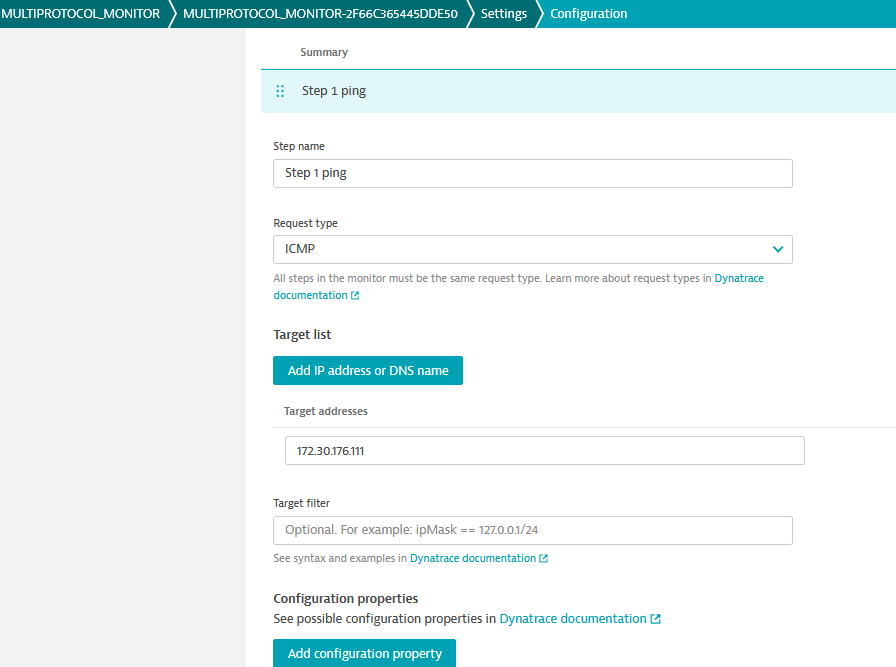 MULTIPROTOCOL_MONITOR MULTIPROTOCOL_MONITOR-2F66C365445DDE50 Settings Configuration
Summary
Step 1 ping
Step name
Step 1 ping
Request type
ICMP
All steps in the monitor must be the same request type. Learn more about request types in Dynatrace
documentation
Target list
Add IP address or DNS name
Target addresses
172.30.176.111
Target filter
Optional. For example: ipMask == 127.0.0.1/24
See syntax and examples in Dynatrace documentation
Configuration properties
See possible configuration properties in Dynatrace documentation
Add configuration property